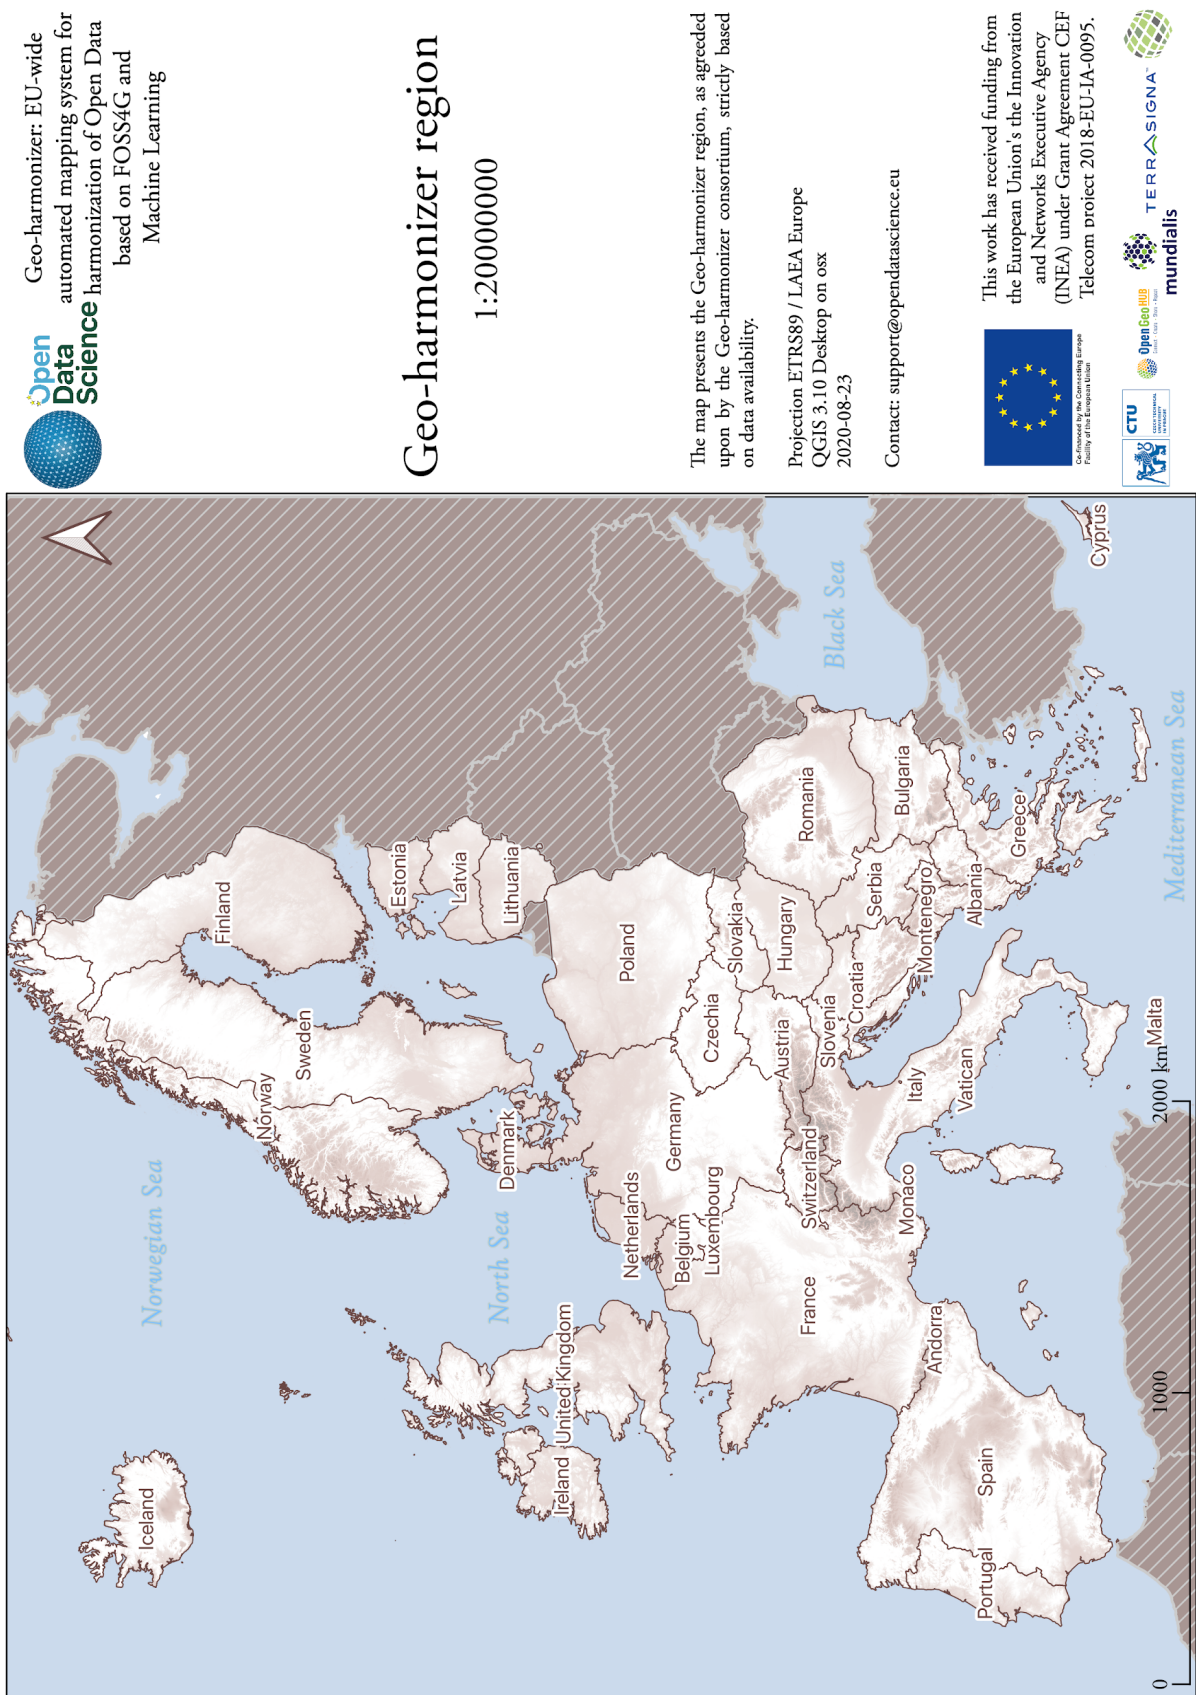 Open
Data
Science
Geo-harmonizer: EU-wide
automated mapping system for
harmonization of Open Data
based on FOSS4G and
Machine Learning
Geo-harmonizer region
1:20000000
The map presents the Geo-harmonizer region, as agreeded
upon by the Geo-harmonizer consortium, strictly based
on data availability.
Projection ETRS89 / LAEA Europe
QGIS 3.10 Desktop on osx
2020-08-23
Contact: support@opendatascience.eu
This work has received funding from
the European Union's the Innovation
and Networks Executive Agency
(INEA) under Grant Agreement CEF
Telecom project 2018-EU-IA-0095.
Co-financed by the Connecting Europe
Facility of the European Union
CTU
CZECH TECHNICAL
UNIVERSITY
IN PRAGUE
OpenGeoHUB
mundialis
TERRASIGNA™
Norwegian Sea
North Sea
Black Sea
Mediterranean Sea
Iceland
Norway
Sweden
Finland
Estonia
Latvia
Lithuania
Denmark
Ireland
United Kingdom
Netherlands
Belgium
Luxembourg
Germany
Poland
Czechia
Slovakia
Austria
Hungary
Switzerland
France
Slovenia
Croatia
Romania
Serbia
Montenegro
Bulgaria
Albania
Greece
Monaco
Italy
Vatican
Andorra
Spain
Portugal
Malta
Cyprus
0
1000
2000 km